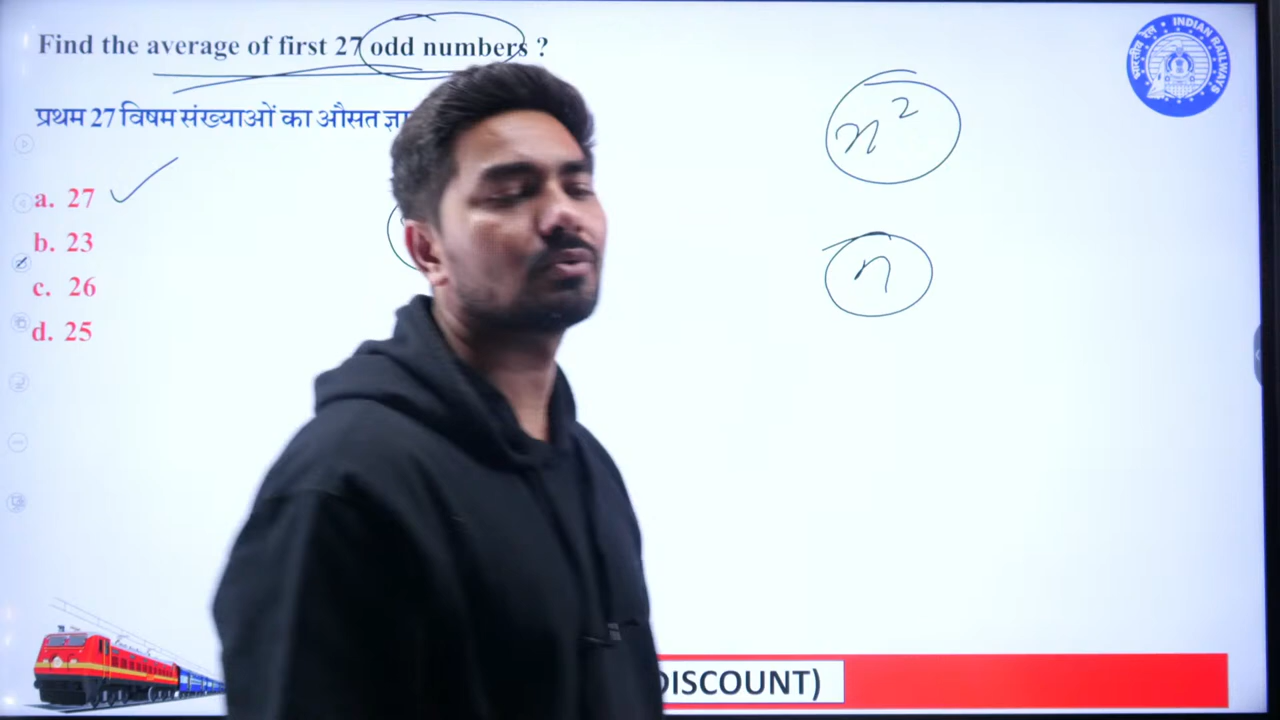 Find the average of first 27 odd numbers ?
प्रथम 27 विषम संख्याओं का औसत
a. 27
b. 23
c. 26
d. 25
n²
n
INDIAN RAILWAYS
भारतीय रेल
DISCOUNT)